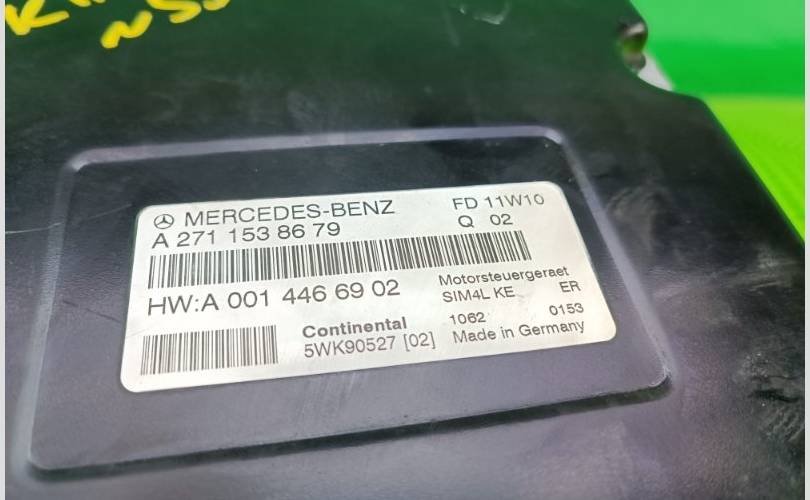 MERCEDES-BENZ FD 11W10
A 271 153 86 79 Q 02
HW:A 001 446 69 02 Motorsteuergeraet
SIM4L KE ER
Continental 1062 0153
5WK90527 [02] Made in Germany